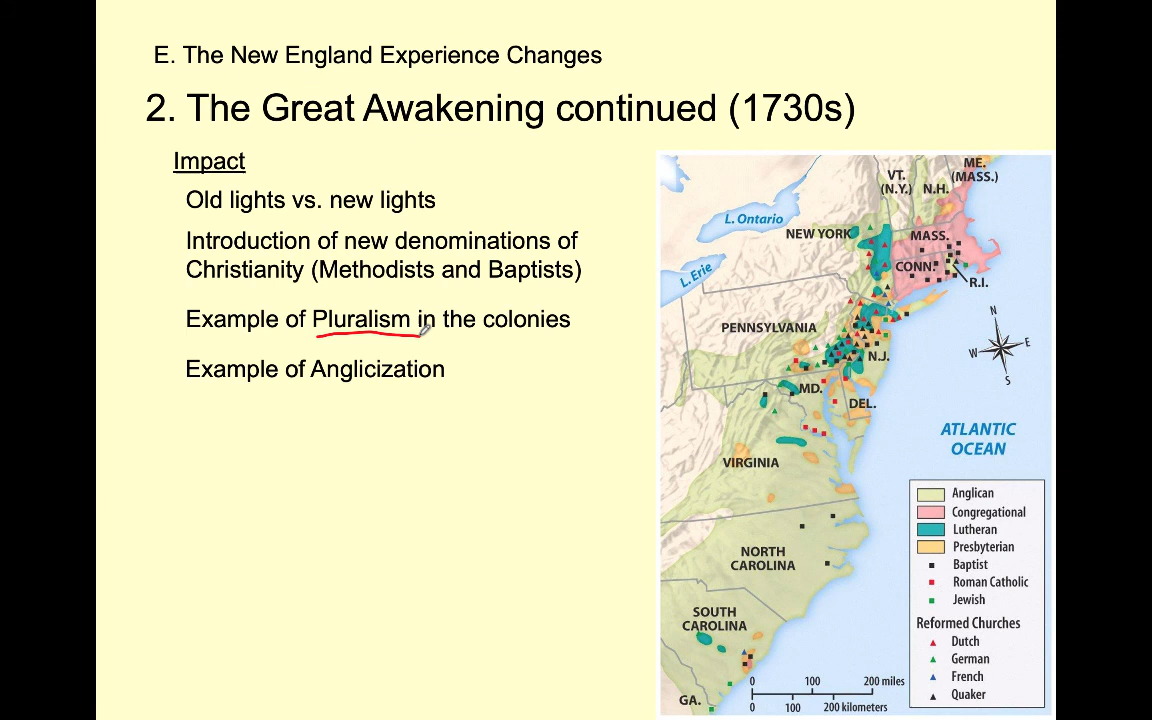 E. The New England Experience Changes
2. The Great Awakening continued (1730s)
Impact
Old lights vs. new lights
Introduction of new denominations of
Christianity (Methodists and Baptists)
Example of Pluralism in the colonies
Example of Anglicization
ME.
(MASS.)
VT.
(N.Y.)
N.H.
L. Ontario
NEW YORK
MASS.
CONN.
L. Erie
R.I.
PENNSYLVANIA
N.J.
N
W
E
S
MD.
DEL.
ATLANTIC
OCEAN
VIRGINIA
NORTH
CAROLINA
SOUTH
CAROLINA
GA.
0 100 200 miles
0 100 200 kilometers
Anglican
Congregational
Lutheran
Presbyterian
Baptist
Roman Catholic
Jewish
Reformed Churches
Dutch
German
French
Quaker